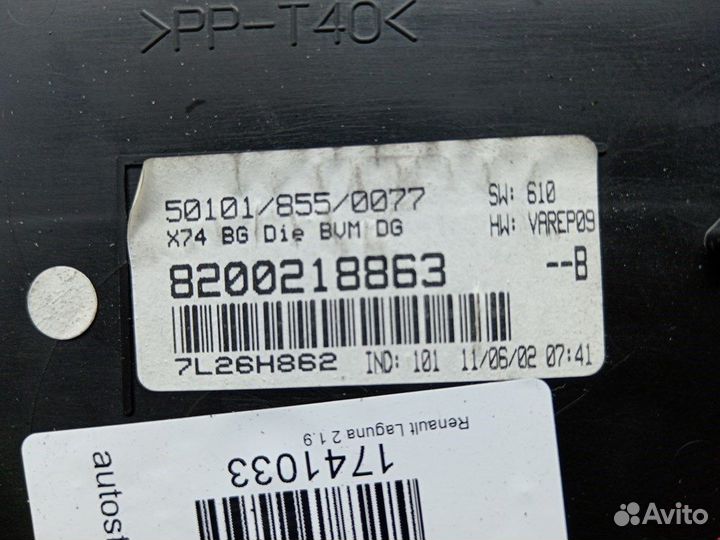 >PP-T40<
50101/855/0077
SW: 610
X74 BG Die BVM DG
HW: VAREP09
8200218863
--B
7L26H862
IND: 101
11/06/02 07:41
Renault Laguna 2 1.9
1741033
Avito